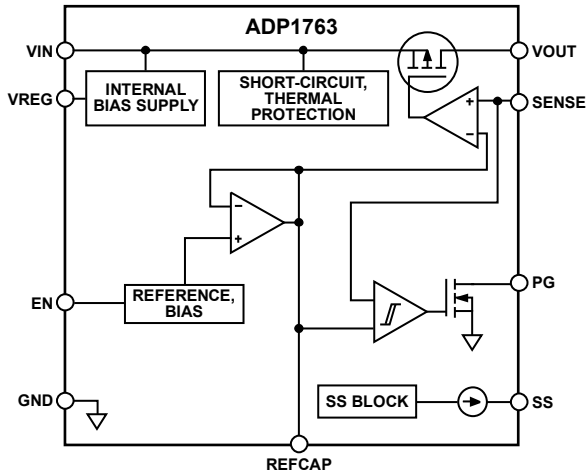 ADP1763
VIN
VOUT
VREG
INTERNAL
BIAS SUPPLY
SHORT-CIRCUIT,
THERMAL
PROTECTION
+
−
SENSE
−
+
EN
REFERENCE,
BIAS
PG
GND
SS BLOCK
SS
REFCAP